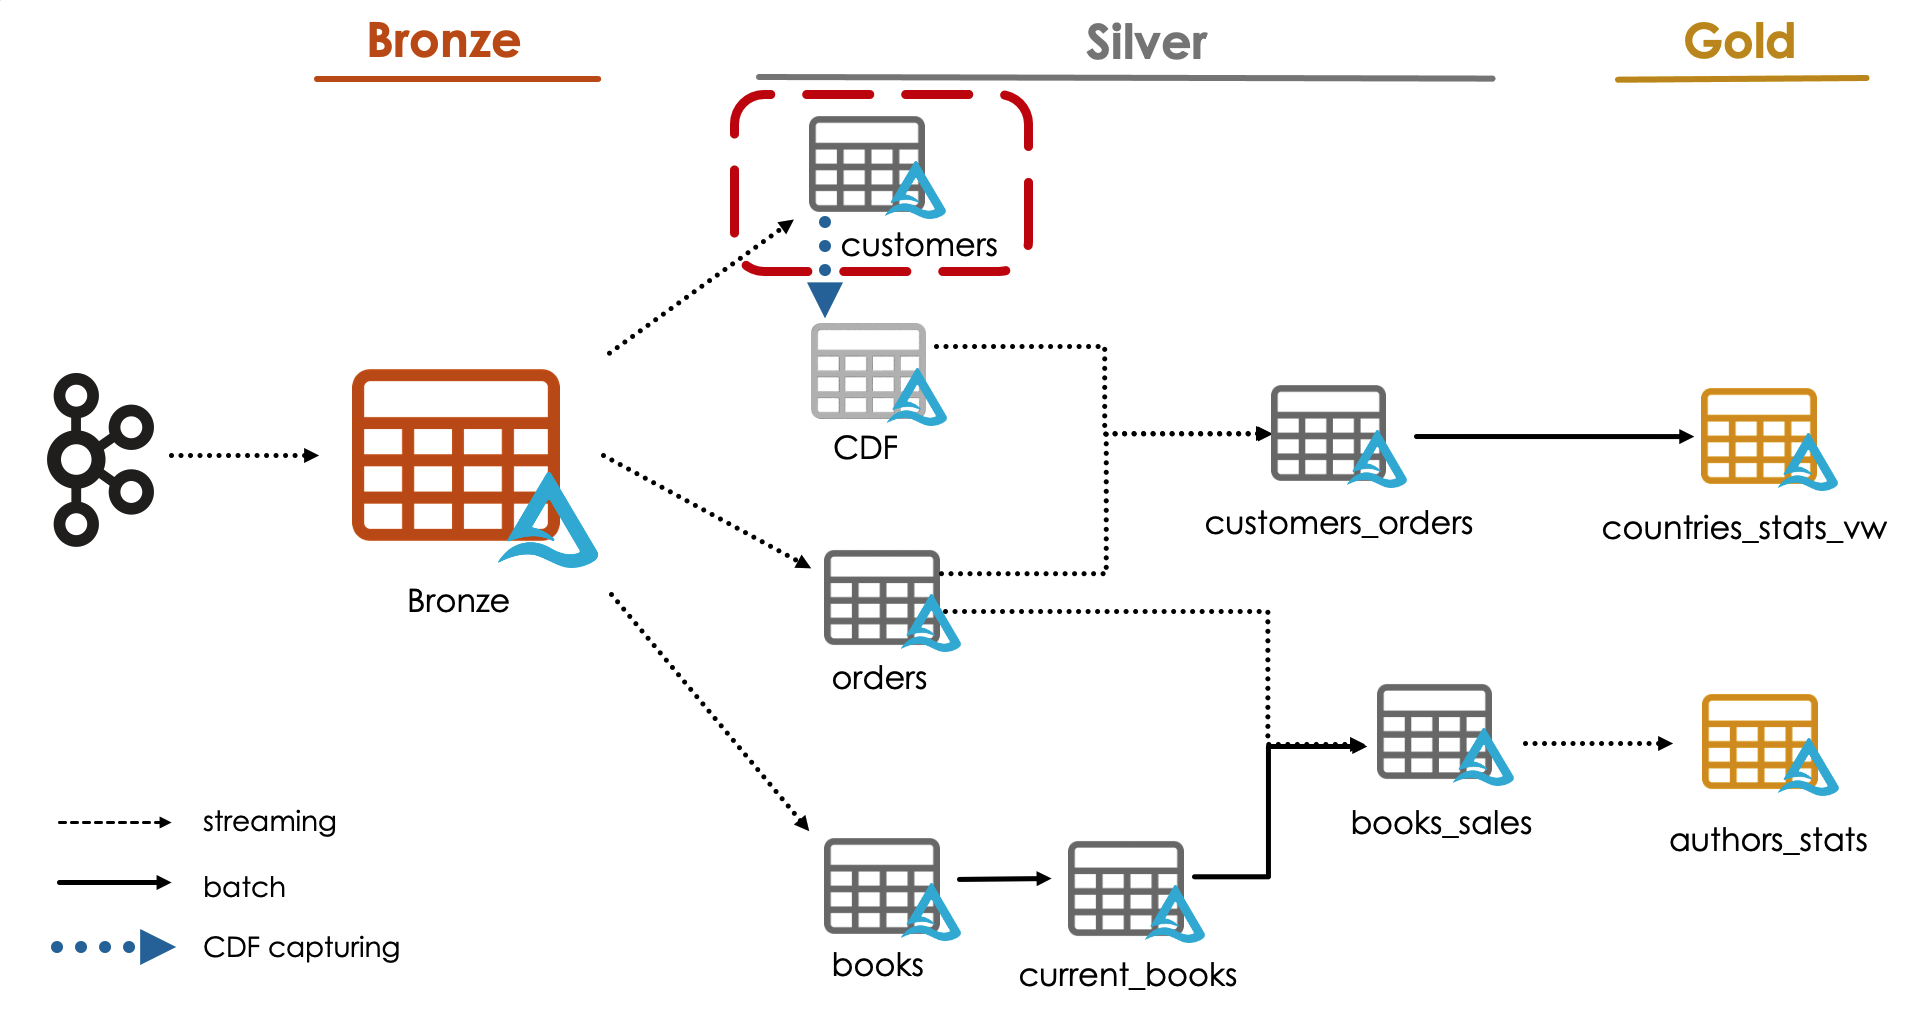 Bronze
Silver
Gold
customers
CDF
customers_orders
countries_stats_vw
Bronze
orders
books_sales
authors_stats
streaming
batch
CDF capturing
books
current_books